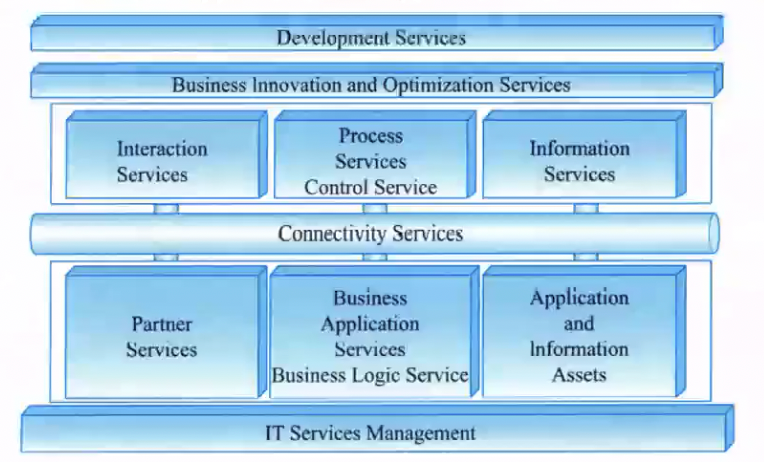 Development Services
Business Innovation and Optimization Services
Interaction
Services
Process
Services
Control Service
Information
Services
Connectivity Services
Partner
Services
Business
Application
Services
Business Logic Service
Application
and
Information
Assets
IT Services Management